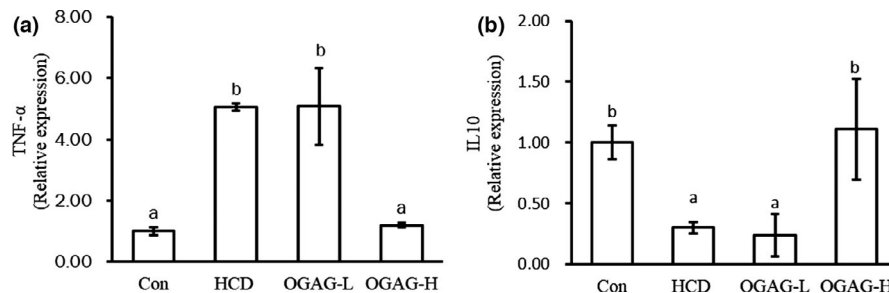 (a)
TNF-α
(Relative expression)
8.00
6.00
4.00
2.00
0.00
a
b
b
a
Con
HCD
OGAG-L
OGAG-H
(b)
IL10
(Relative expression)
2.00
1.50
1.00
0.50
0.00
b
a
a
b
Con
HCD
OGAG-L
OGAG-H